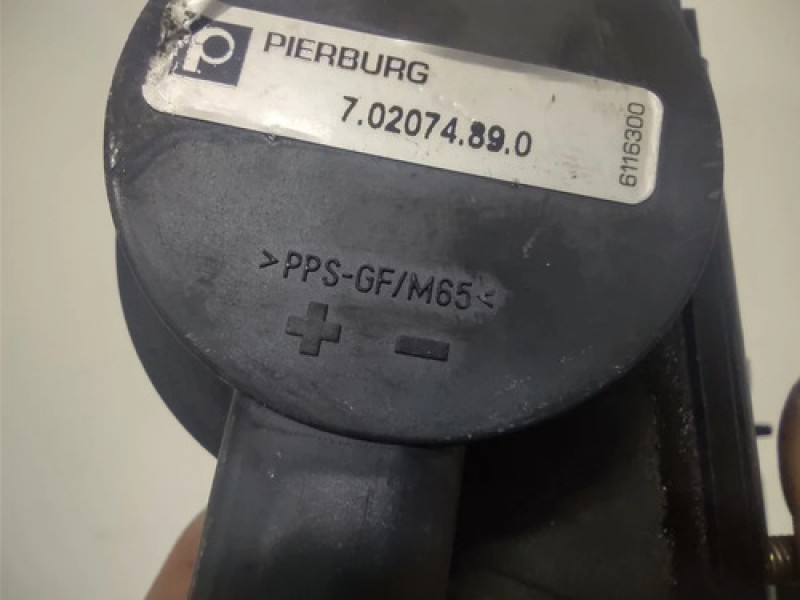 PIERBURG
7.02074.89.0
6116300
>PPS-GF/M65<
+ -